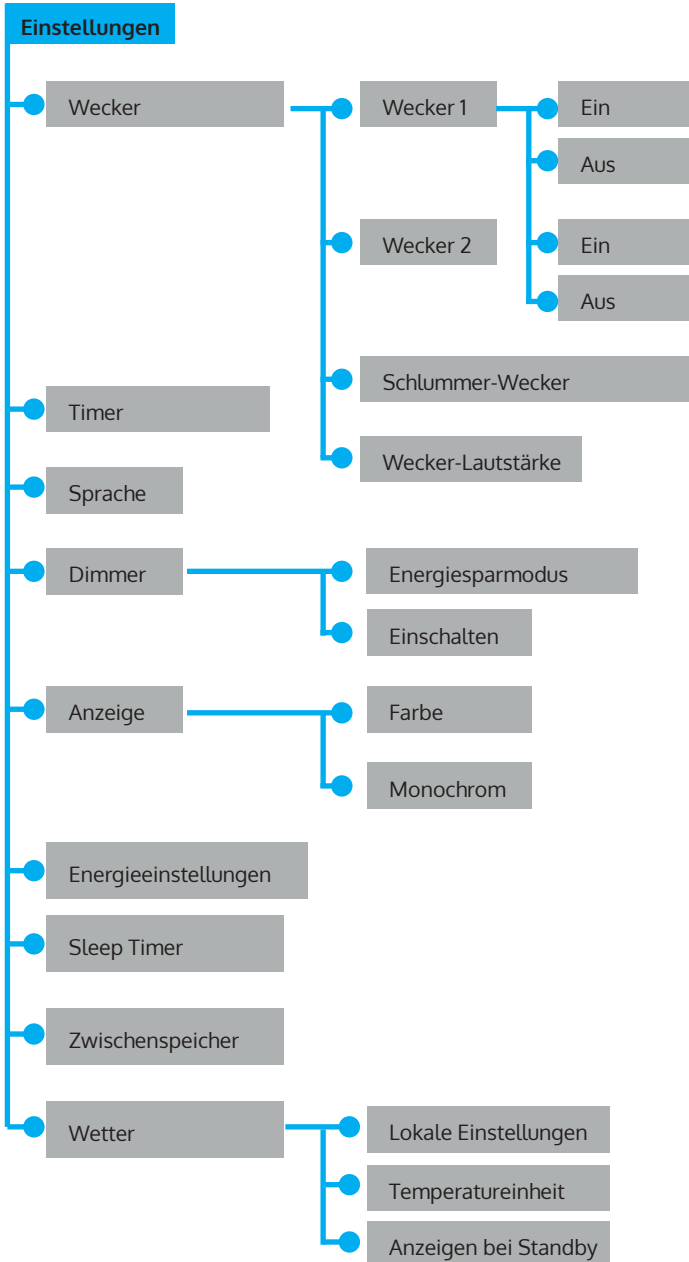 Einstellungen
Wecker
Wecker 1
Ein
Aus
Wecker 2
Ein
Aus
Schlummer-Wecker
Wecker-Lautstärke
Timer
Sprache
Dimmer
Energiesparmodus
Einschalten
Anzeige
Farbe
Monochrom
Energieeinstellungen
Sleep Timer
Zwischenspeicher
Wetter
Lokale Einstellungen
Temperatureinheit
Anzeigen bei Standby